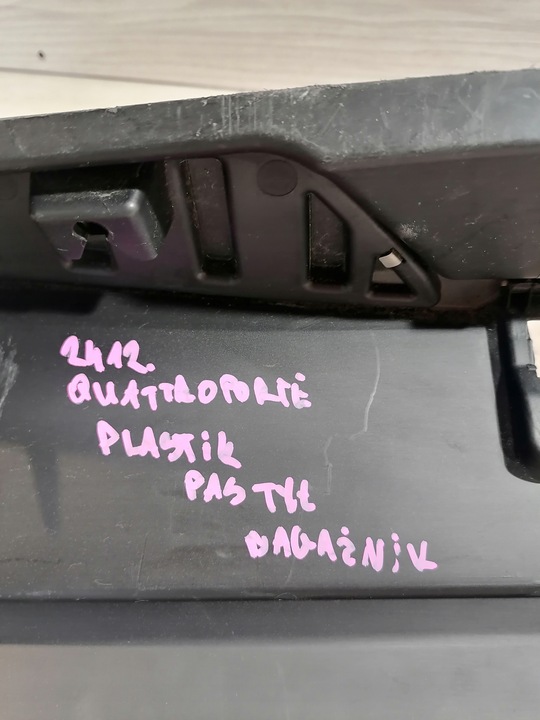 2412.
QUATTROPORTE
PLASTIK
PAS TYŁ
BAGAŻNIK